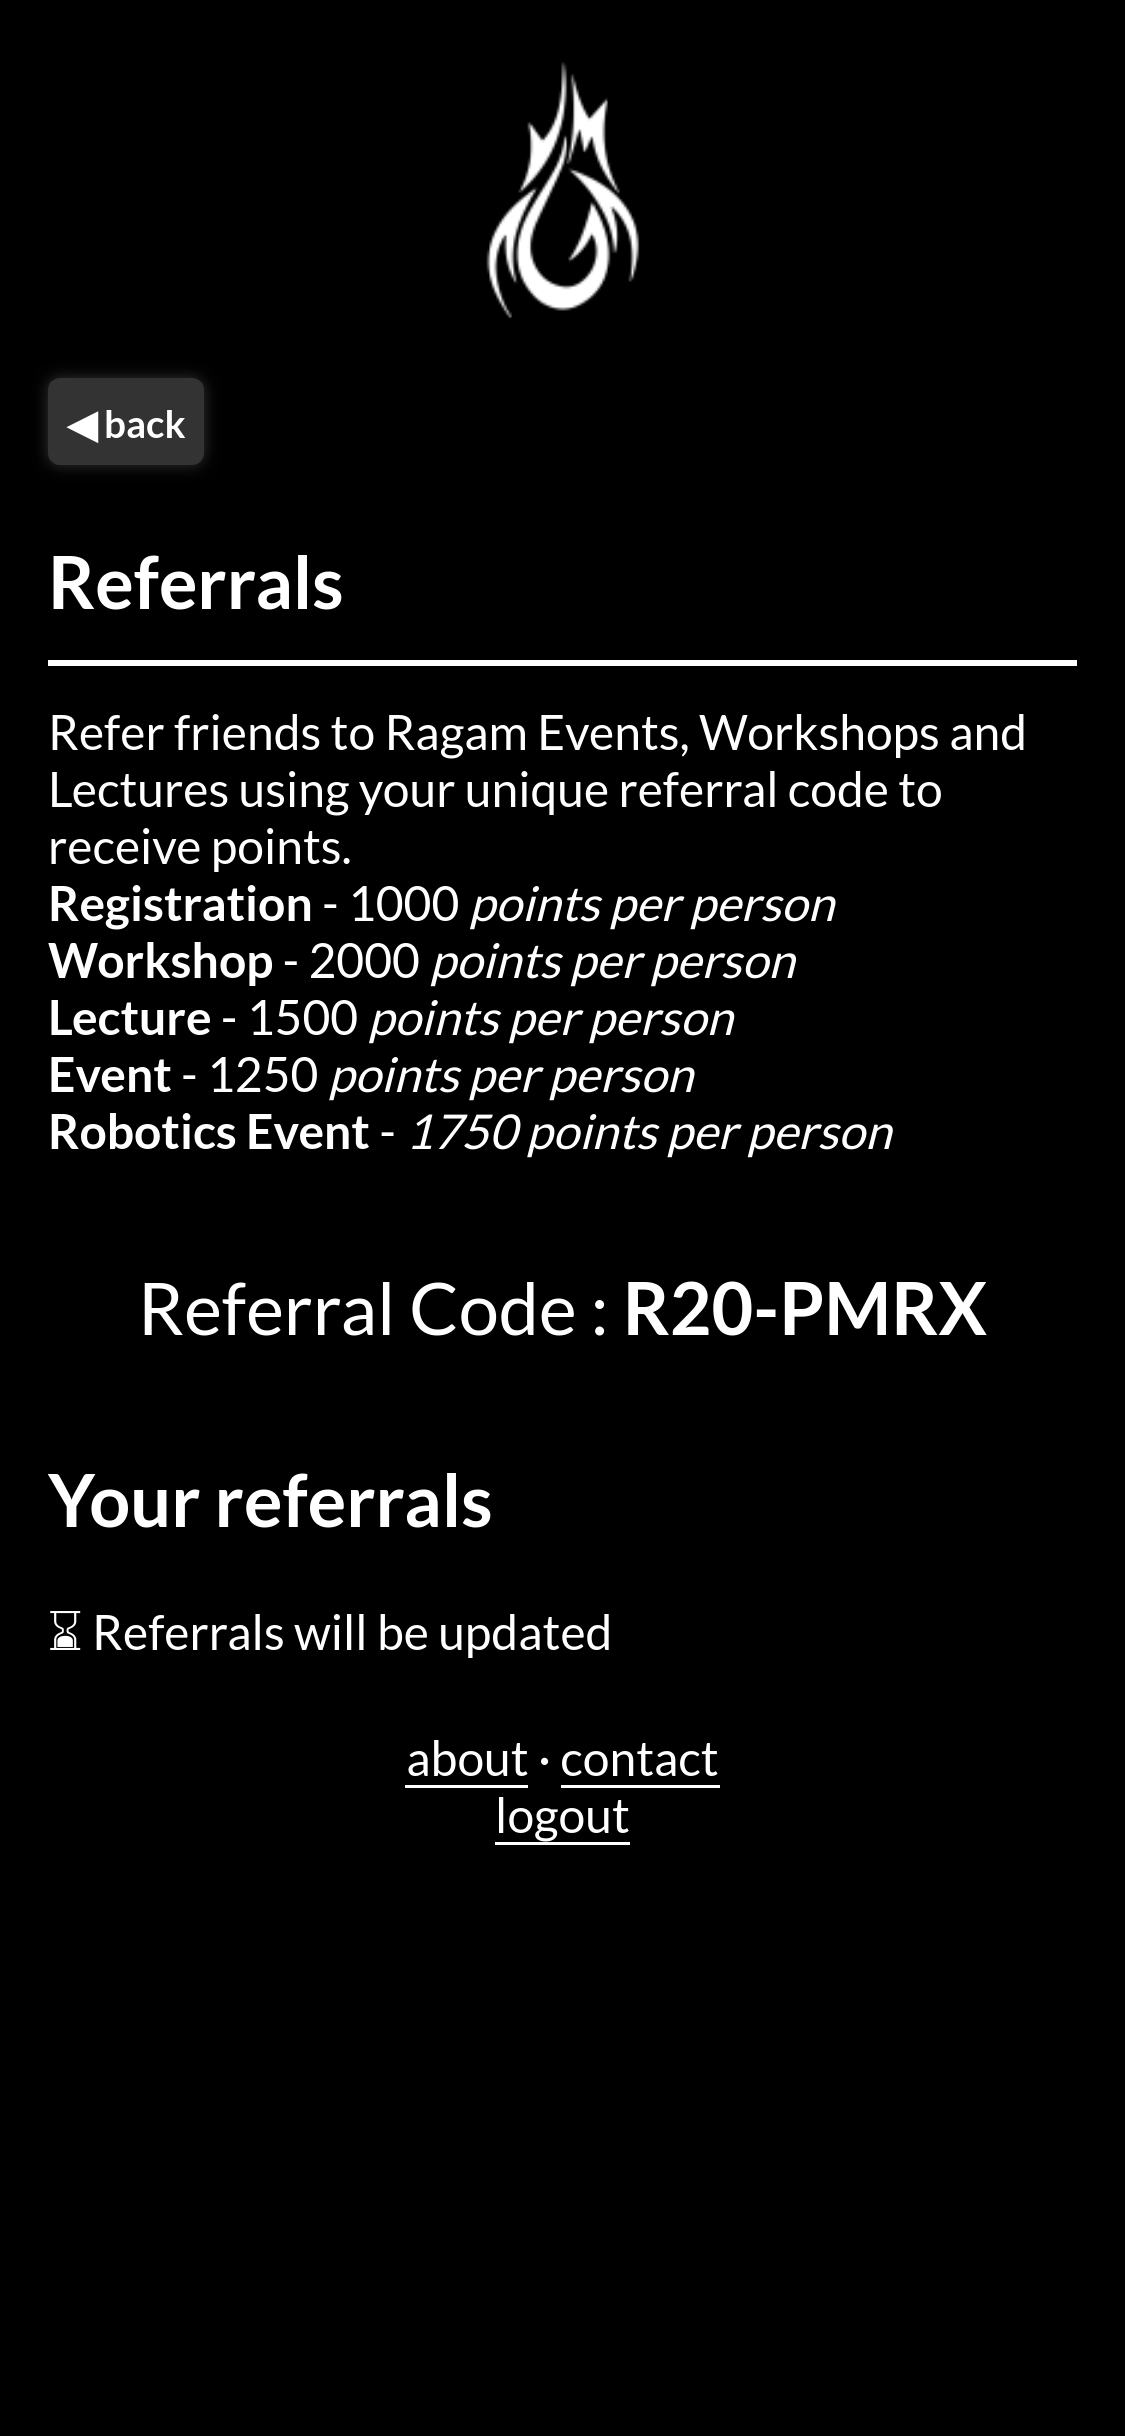 ◀ back
Referrals
Refer friends to Ragam Events, Workshops and
Lectures using your unique referral code to
receive points.
Registration - 1000 points per person
Workshop - 2000 points per person
Lecture - 1500 points per person
Event - 1250 points per person
Robotics Event - 1750 points per person
Referral Code : R20-PMRX
Your referrals
⌛ Referrals will be updated
about · contact
logout